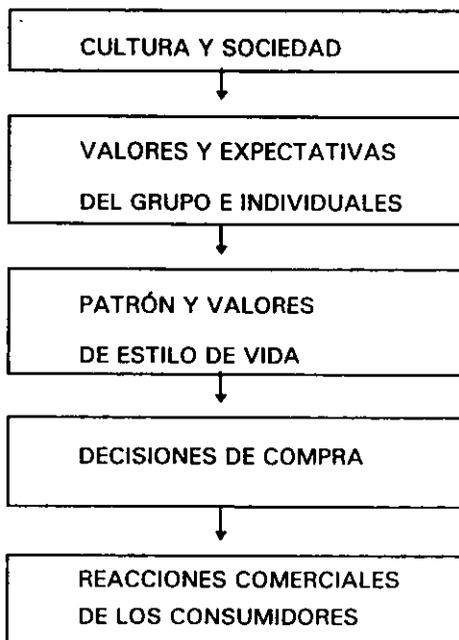 CULTURA Y SOCIEDAD
VALORES Y EXPECTATIVAS
DEL GRUPO E INDIVIDUALES
PATRÓN Y VALORES
DE ESTILO DE VIDA
DECISIONES DE COMPRA
REACCIONES COMERCIALES
DE LOS CONSUMIDORES